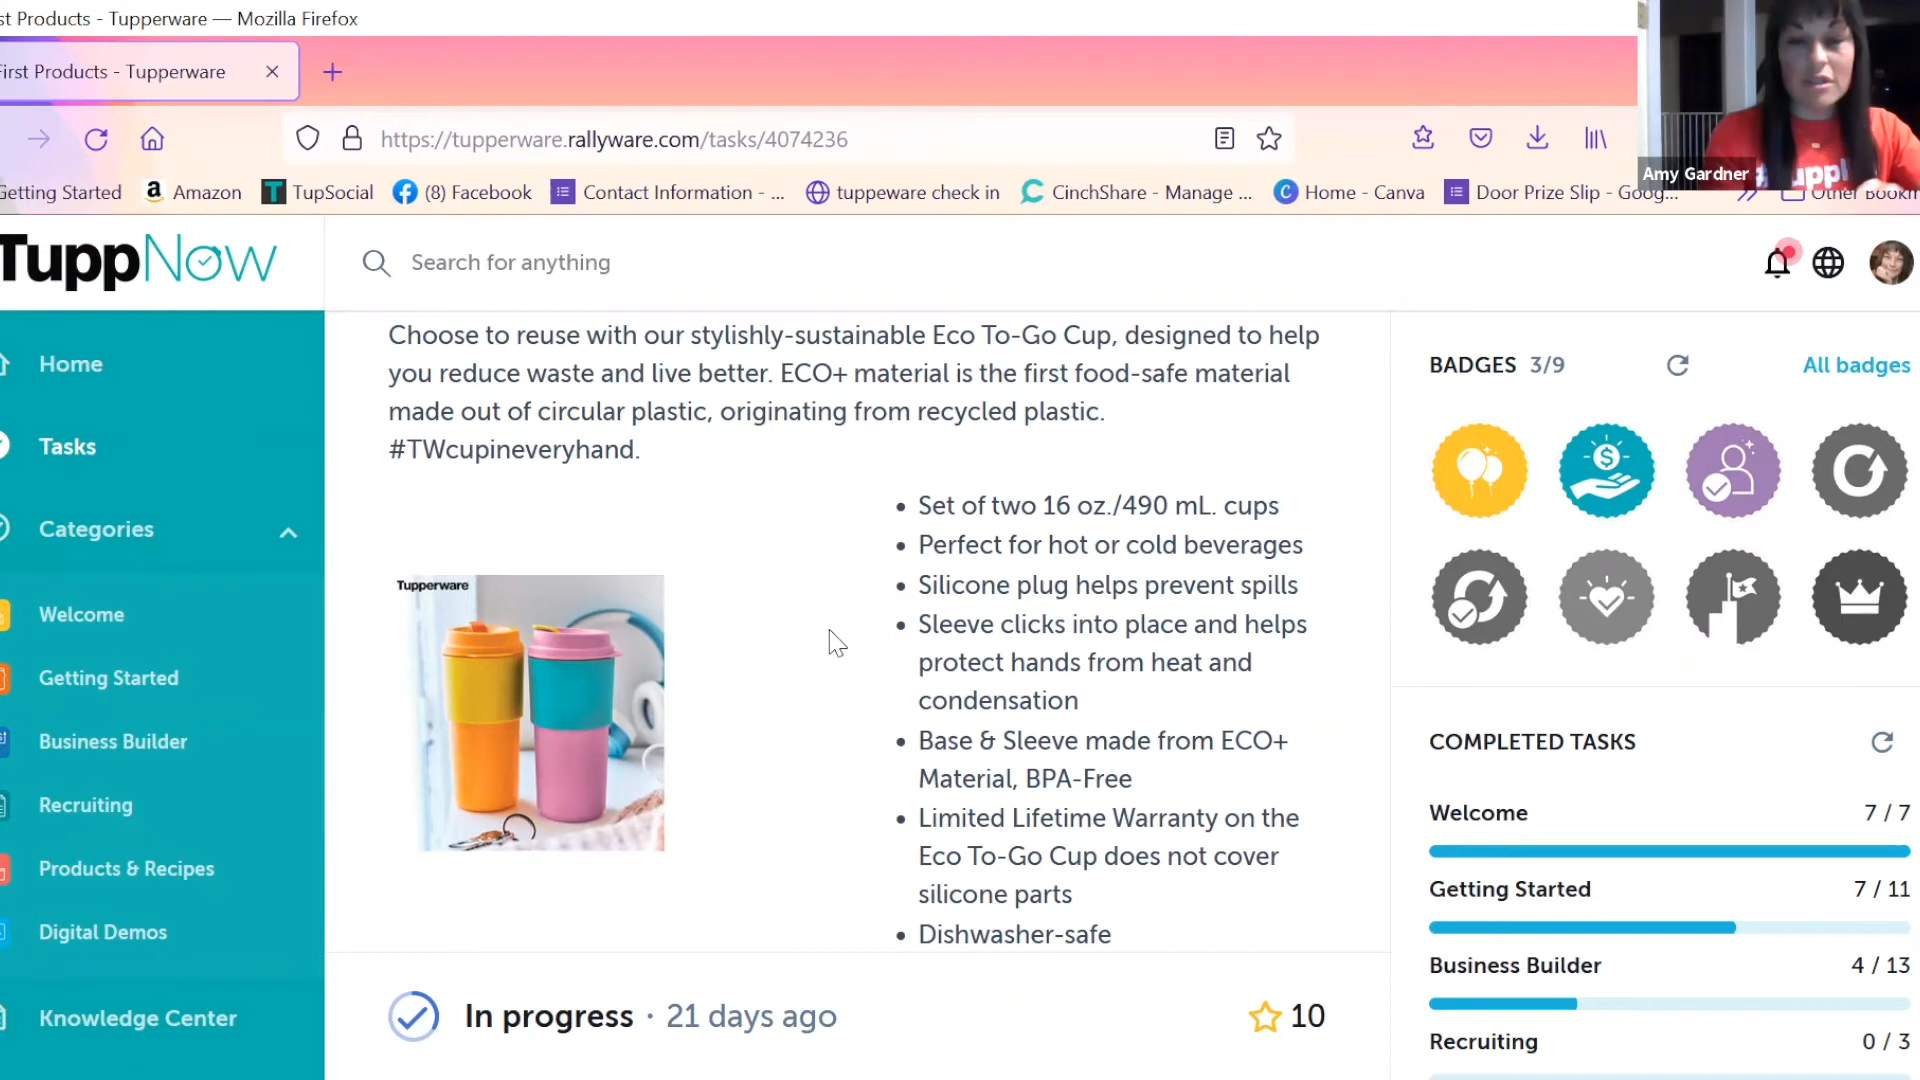 st Products - Tupperware — Mozilla Firefox
First Products - Tupperware
https://tupperware.rallyware.com/tasks/4074236
Getting Started
Amazon
TupSocial
(8) Facebook
Contact Information - ...
tuppeware check in
CinchShare - Manage ...
Home - Canva
Door Prize Slip - Goog...
Other Bookm
Amy Gardner
Tupp
TuppNow
Search for anything
Home
Tasks
Categories
Welcome
Getting Started
Business Builder
Recruiting
Products & Recipes
Digital Demos
Knowledge Center
Choose to reuse with our stylishly-sustainable Eco To-Go Cup, designed to help
you reduce waste and live better. ECO+ material is the first food-safe material
made out of circular plastic, originating from recycled plastic.
#TWcupineveryhand.
Tupperware
• Set of two 16 oz./490 mL. cups
• Perfect for hot or cold beverages
• Silicone plug helps prevent spills
• Sleeve clicks into place and helps
protect hands from heat and
condensation
• Base & Sleeve made from ECO+
Material, BPA-Free
• Limited Lifetime Warranty on the
Eco To-Go Cup does not cover
silicone parts
• Dishwasher-safe
In progress · 21 days ago
10
BADGES 3/9
All badges
COMPLETED TASKS
Welcome 7 / 7
Getting Started 7 / 11
Business Builder 4 / 13
Recruiting 0 / 3